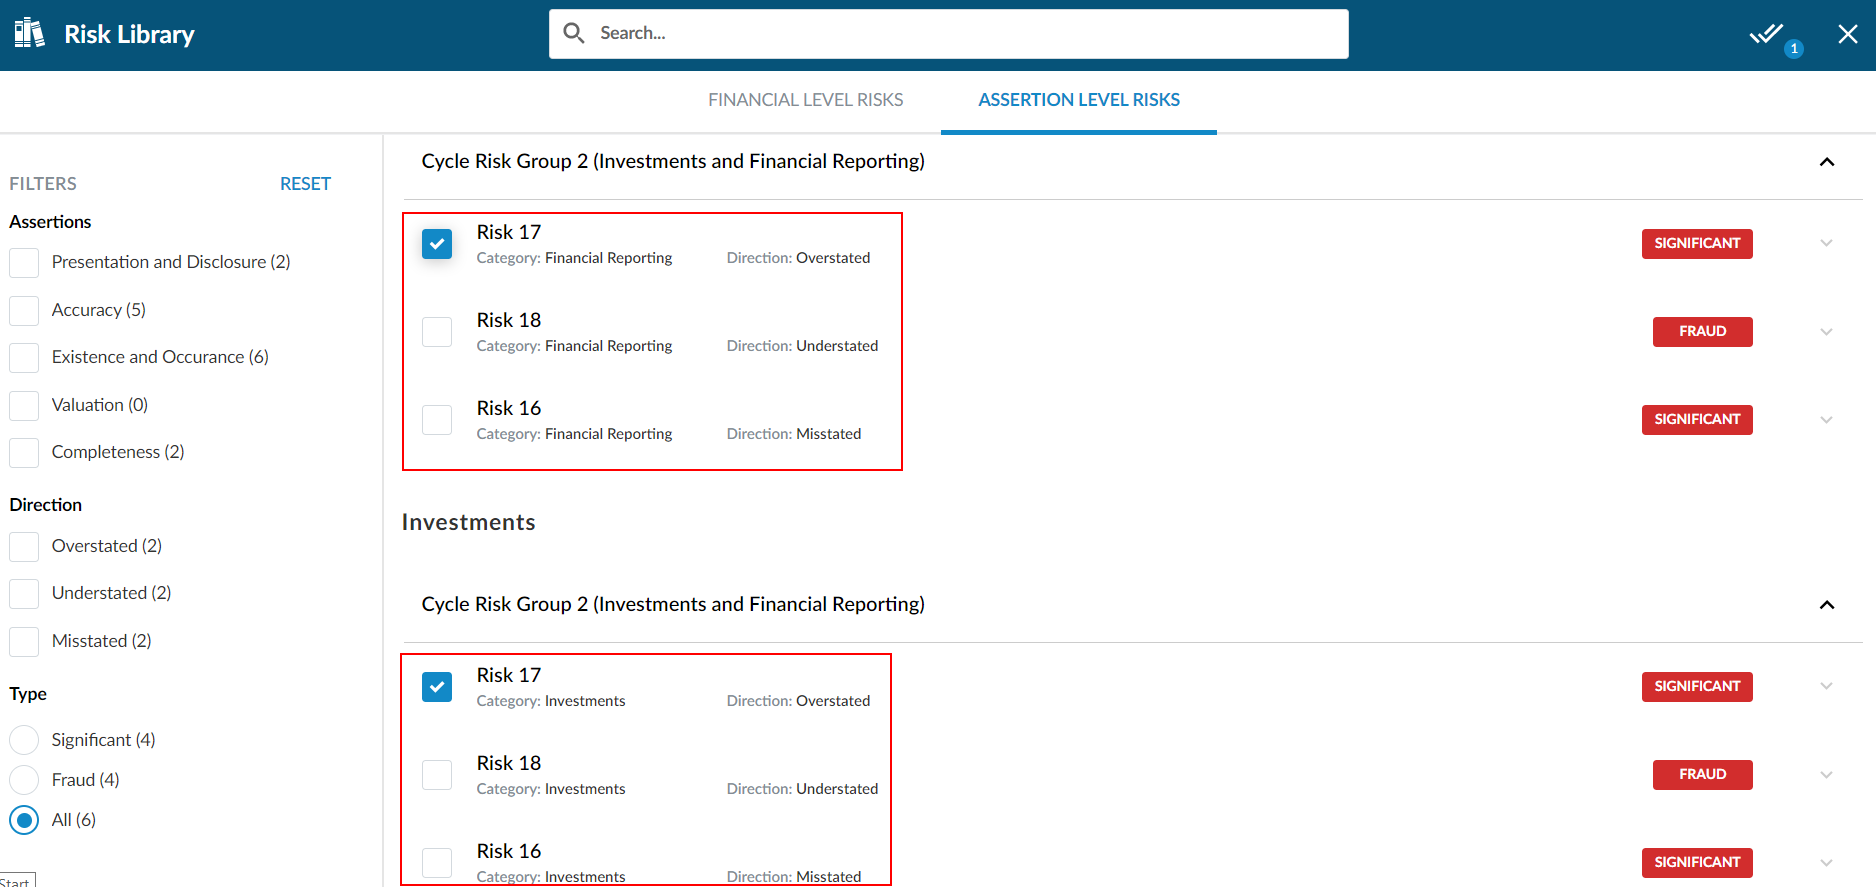 Risk Library
Search...
1
FINANCIAL LEVEL RISKS
ASSERTION LEVEL RISKS
FILTERS
RESET
Assertions
Presentation and Disclosure (2)
Accuracy (5)
Existence and Occurance (6)
Valuation (0)
Completeness (2)
Direction
Overstated (2)
Understated (2)
Misstated (2)
Type
Significant (4)
Fraud (4)
All (6)
Start
Cycle Risk Group 2 (Investments and Financial Reporting)
Risk 17
SIGNIFICANT
Category: Financial Reporting Direction: Overstated
Risk 18
FRAUD
Category: Financial Reporting Direction: Understated
Risk 16
SIGNIFICANT
Category: Financial Reporting Direction: Misstated
Investments
Cycle Risk Group 2 (Investments and Financial Reporting)
Risk 17
SIGNIFICANT
Category: Investments Direction: Overstated
Risk 18
FRAUD
Category: Investments Direction: Understated
Risk 16
SIGNIFICANT
Category: Investments Direction: Misstated